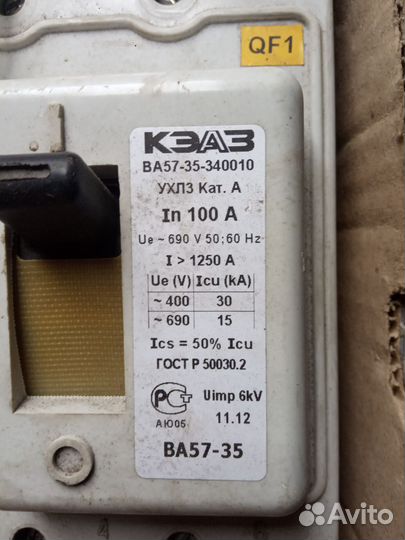 QF1
КЭАЗ
ВА57-35-340010
УХЛ3 Кат. А
In 100 A
Ue ~ 690 V 50; 60 Hz
I > 1250 A
Ue (V) Icu (kA)
~ 400 30
~ 690 15
Ics = 50% Icu
ГОСТ Р 50030.2
РСТ
Uimp 6kV
АЮ05
11.12
ВА57-35
Avito